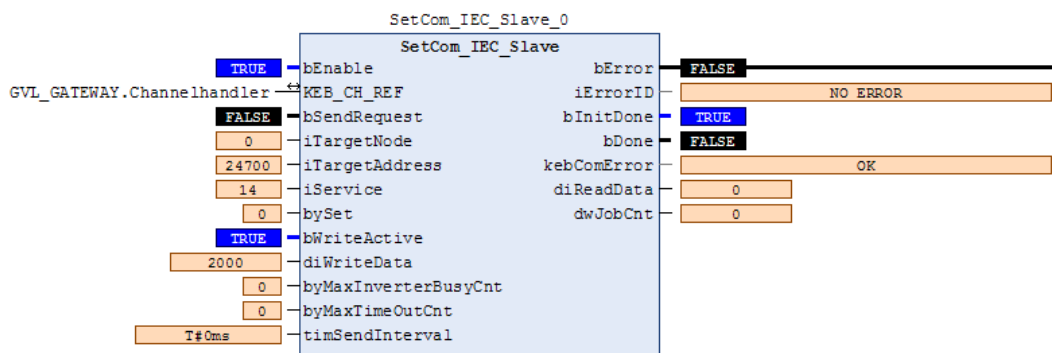 SetCom_IEC_Slave_0
SetCom_IEC_Slave
TRUE bEnable bError FALSE
GVL_GATEWAY.Channelhandler KEB_CH_REF iErrorID NO ERROR
FALSE bSendRequest bInitDone TRUE
0 iTargetNode bDone FALSE
24700 iTargetAddress kebComError OK
14 iService diReadData 0
0 bySet dwJobCnt 0
TRUE bWriteActive
2000 diWriteData
0 byMaxInverterBusyCnt
0 byMaxTimeOutCnt
T#0ms timSendInterval